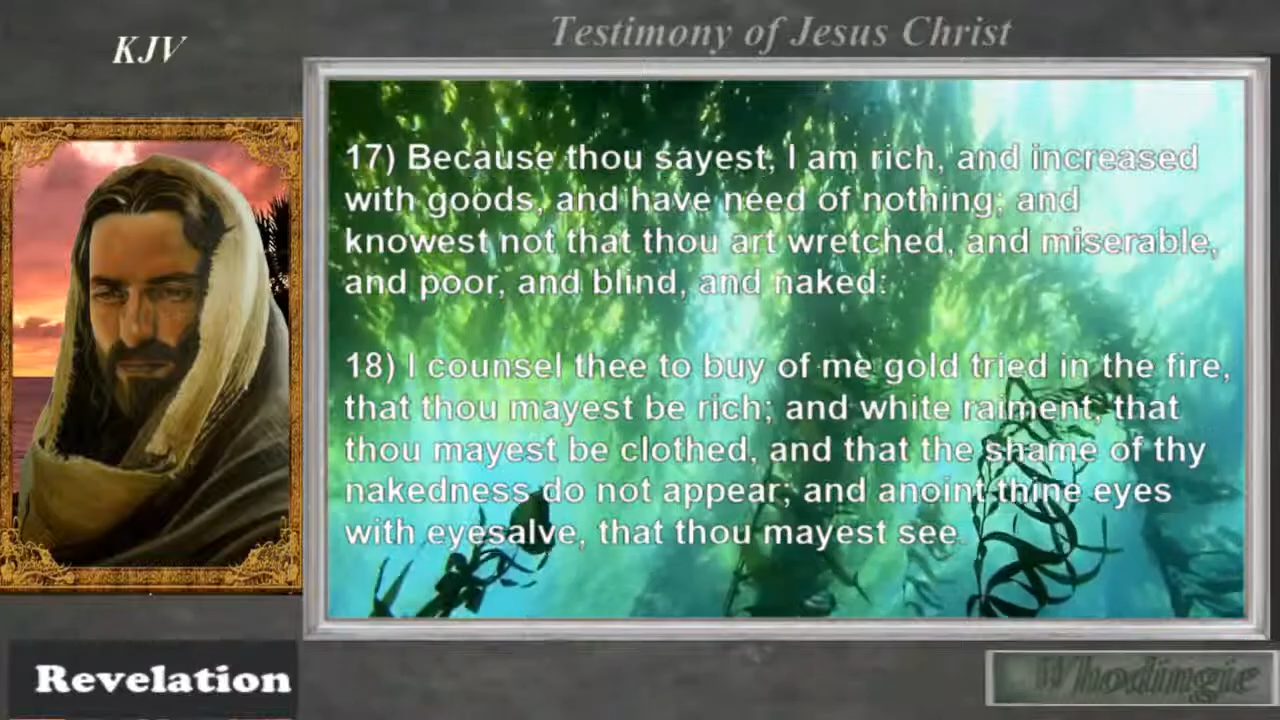 KJV
Testimony of Jesus Christ
17) Because thou sayest, I am rich, and increased
with goods, and have need of nothing; and
knowest not that thou art wretched, and miserable,
and poor, and blind, and naked:
18) I counsel thee to buy of me gold tried in the fire,
that thou mayest be rich; and white raiment, that
thou mayest be clothed, and that the shame of thy
nakedness do not appear; and anoint thine eyes
with eyesalve, that thou mayest see.
Revelation
Whodingie